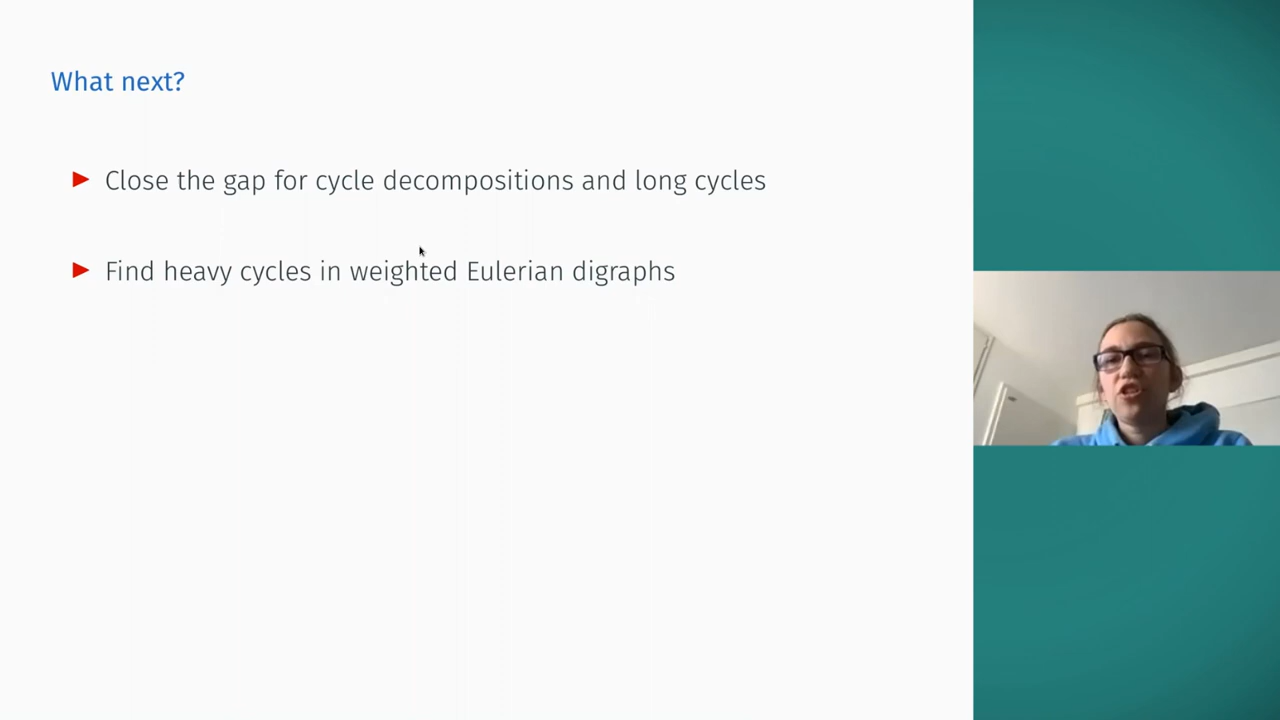 What next?
Close the gap for cycle decompositions and long cycles
Find heavy cycles in weighted Eulerian digraphs